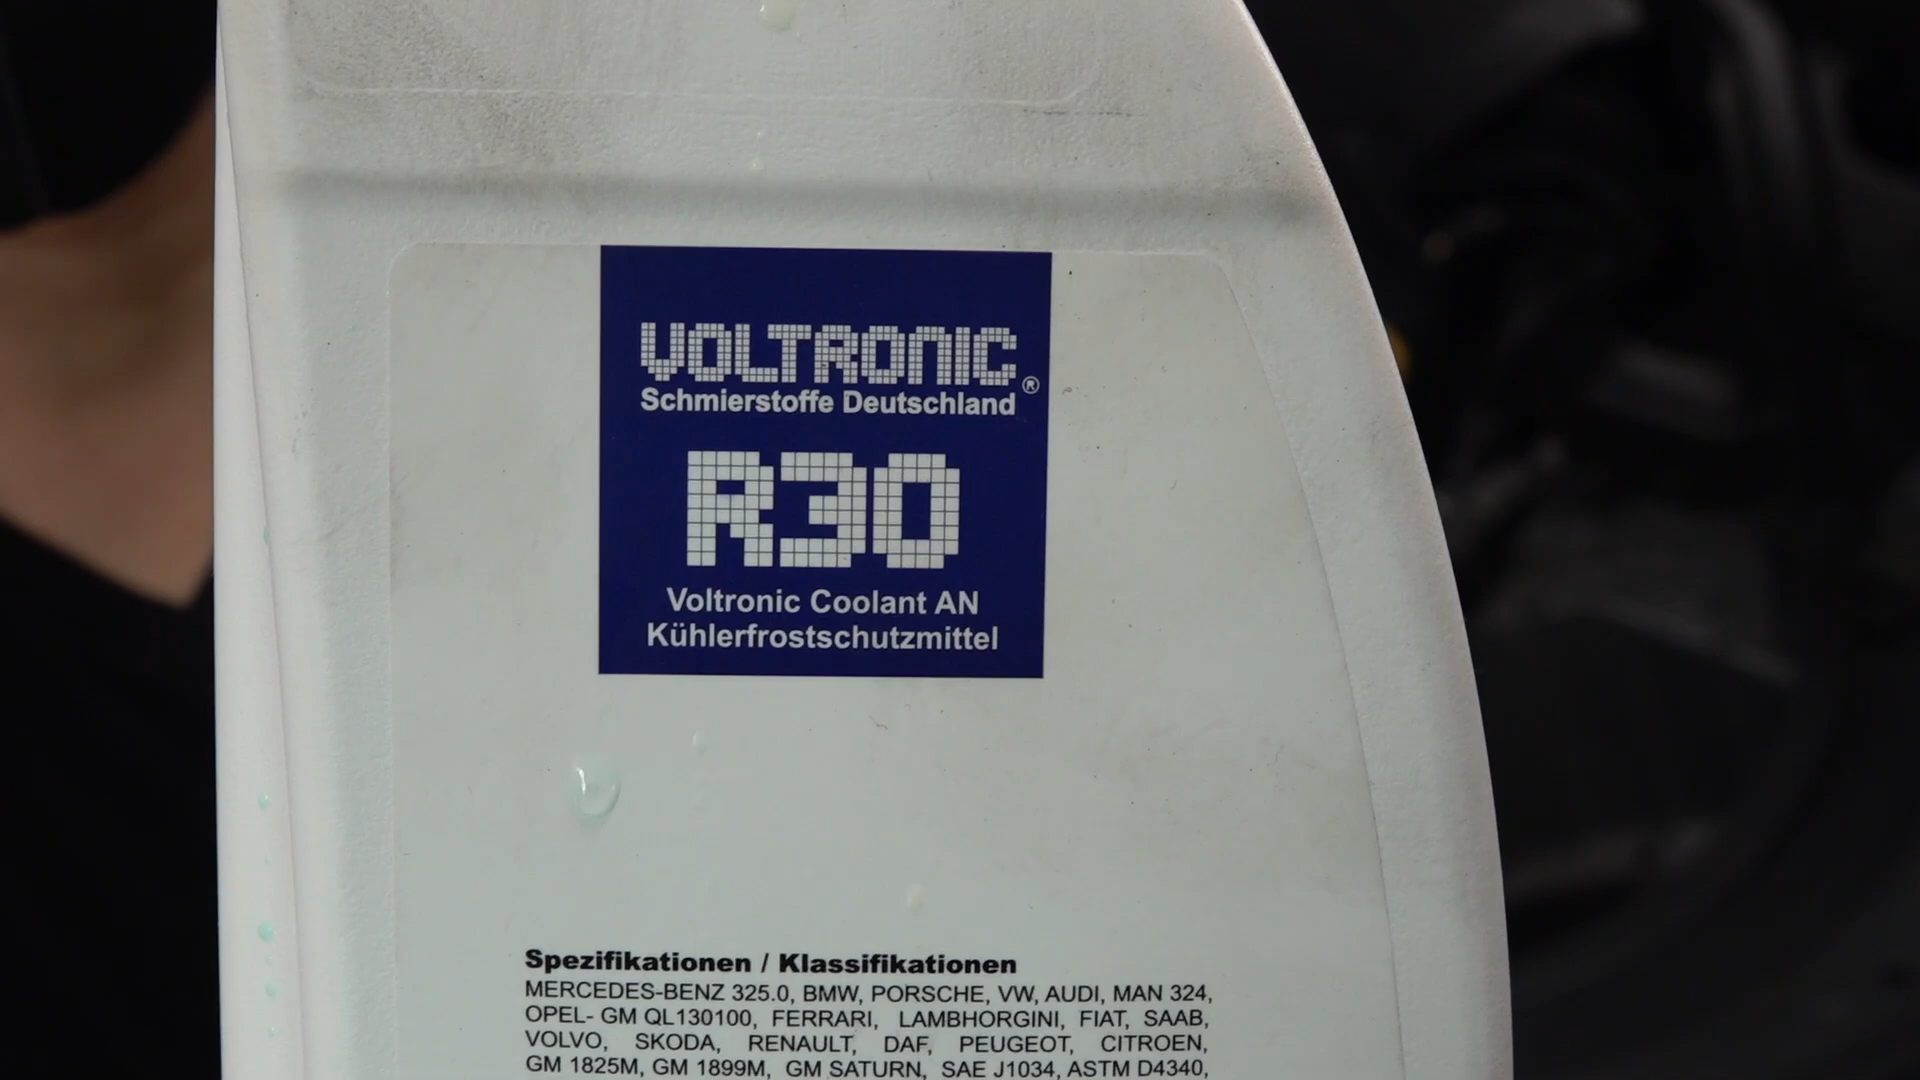 VOLTRONIC®
Schmierstoffe Deutschland
R30
Voltronic Coolant AN
Kühlerfrostschutzmittel
Spezifikationen / Klassifikationen
MERCEDES-BENZ 325.0, BMW, PORSCHE, VW, AUDI, MAN 324,
OPEL- GM QL130100, FERRARI, LAMBHORGINI, FIAT, SAAB,
VOLVO, SKODA, RENAULT, DAF, PEUGEOT, CITROEN,
GM 1825M, GM 1899M, GM SATURN, SAE J1034, ASTM D4340,